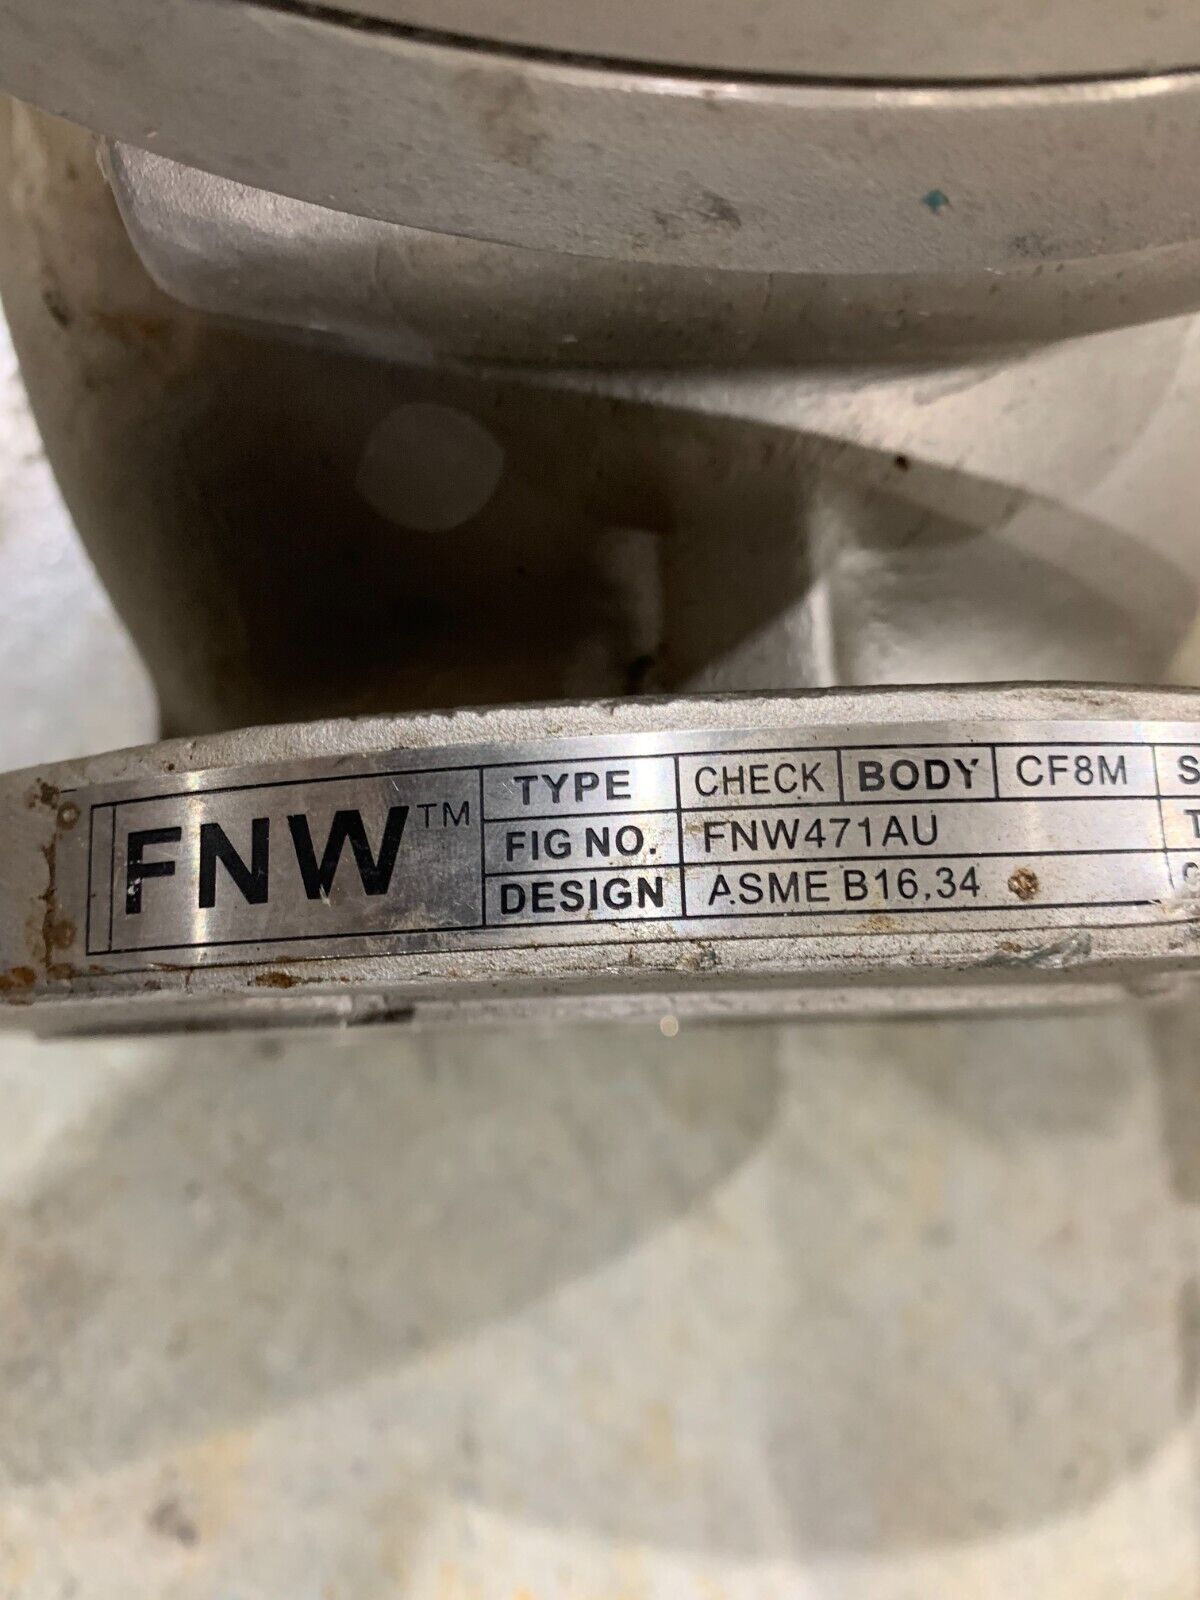 FNW™
TYPE CHECK BODY CF8M S
FIG NO. FNW471AU T
DESIGN ASME B16,34